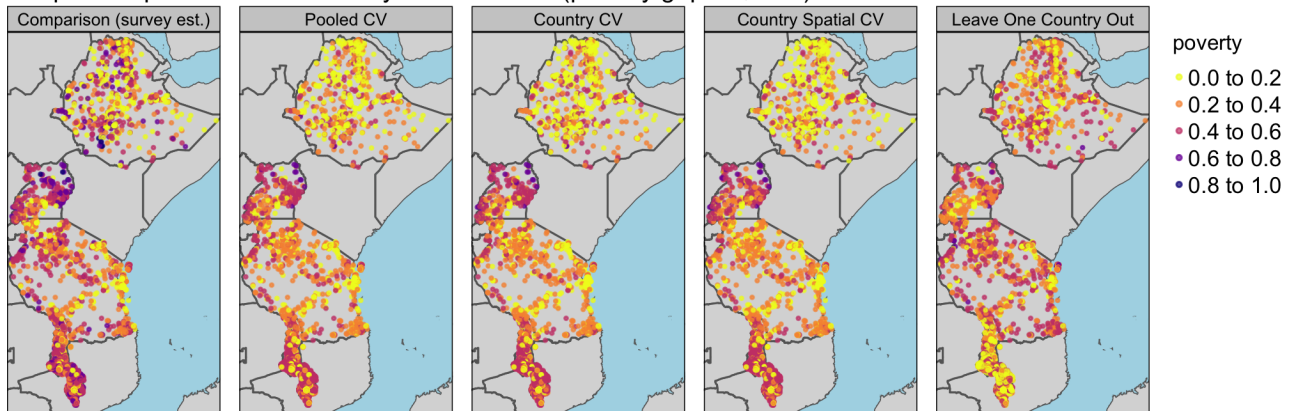 Comparison (survey est.)
Pooled CV
Country CV
Country Spatial CV
Leave One Country Out
poverty
0.0 to 0.2
0.2 to 0.4
0.4 to 0.6
0.6 to 0.8
0.8 to 1.0